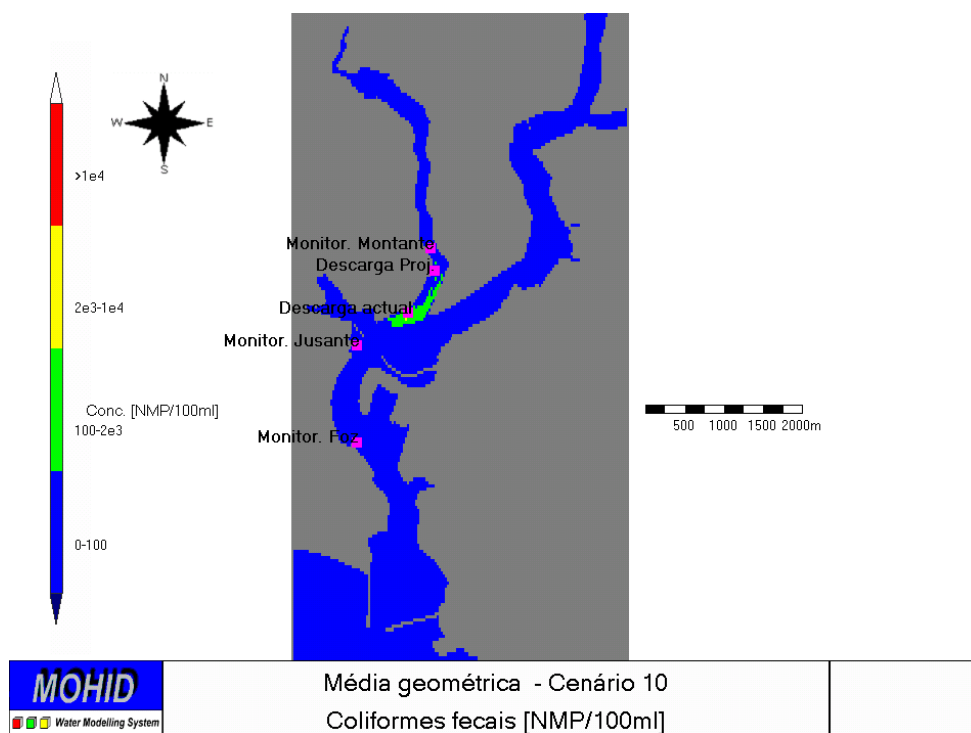 N
W E
S
>1e4
2e3-1e4
Conc. [NMP/100ml]
100-2e3
0-100
Monitor. Montante
Descarga Proj
Descarga actual
Monitor. Jusante
Monitor. Foz
500 1000 1500 2000m
MOHID
Water Modelling System
Média geométrica - Cenário 10
Coliformes fecais [NMP/100ml]